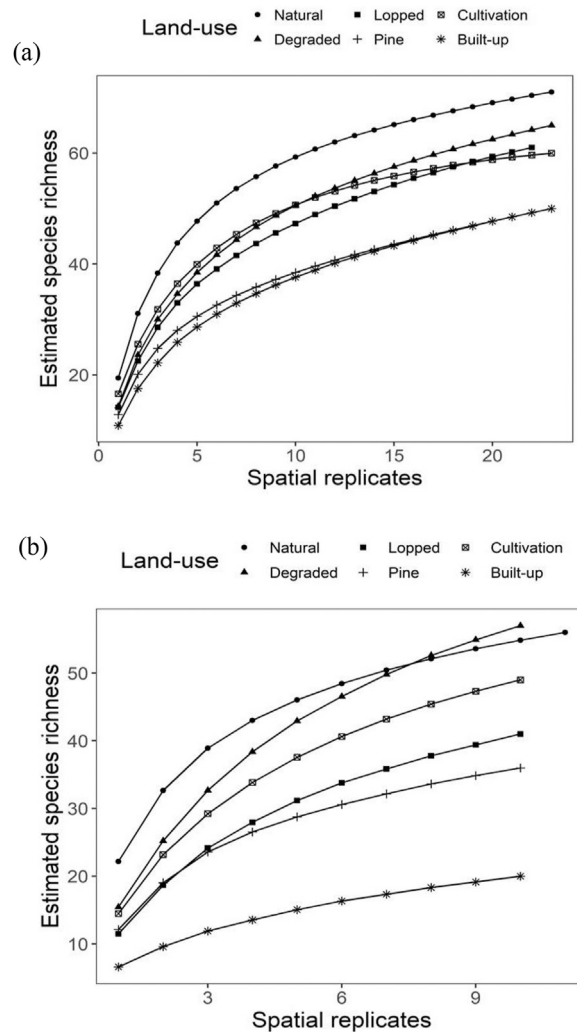 (a)
Land-use
Natural Lopped Cultivation
Degraded Pine Built-up
Estimated species richness
60
40
20
0 5 10 15 20
Spatial replicates
(b)
Land-use
Natural Lopped Cultivation
Degraded Pine Built-up
Estimated species richness
50
40
30
20
10
3 6 9
Spatial replicates